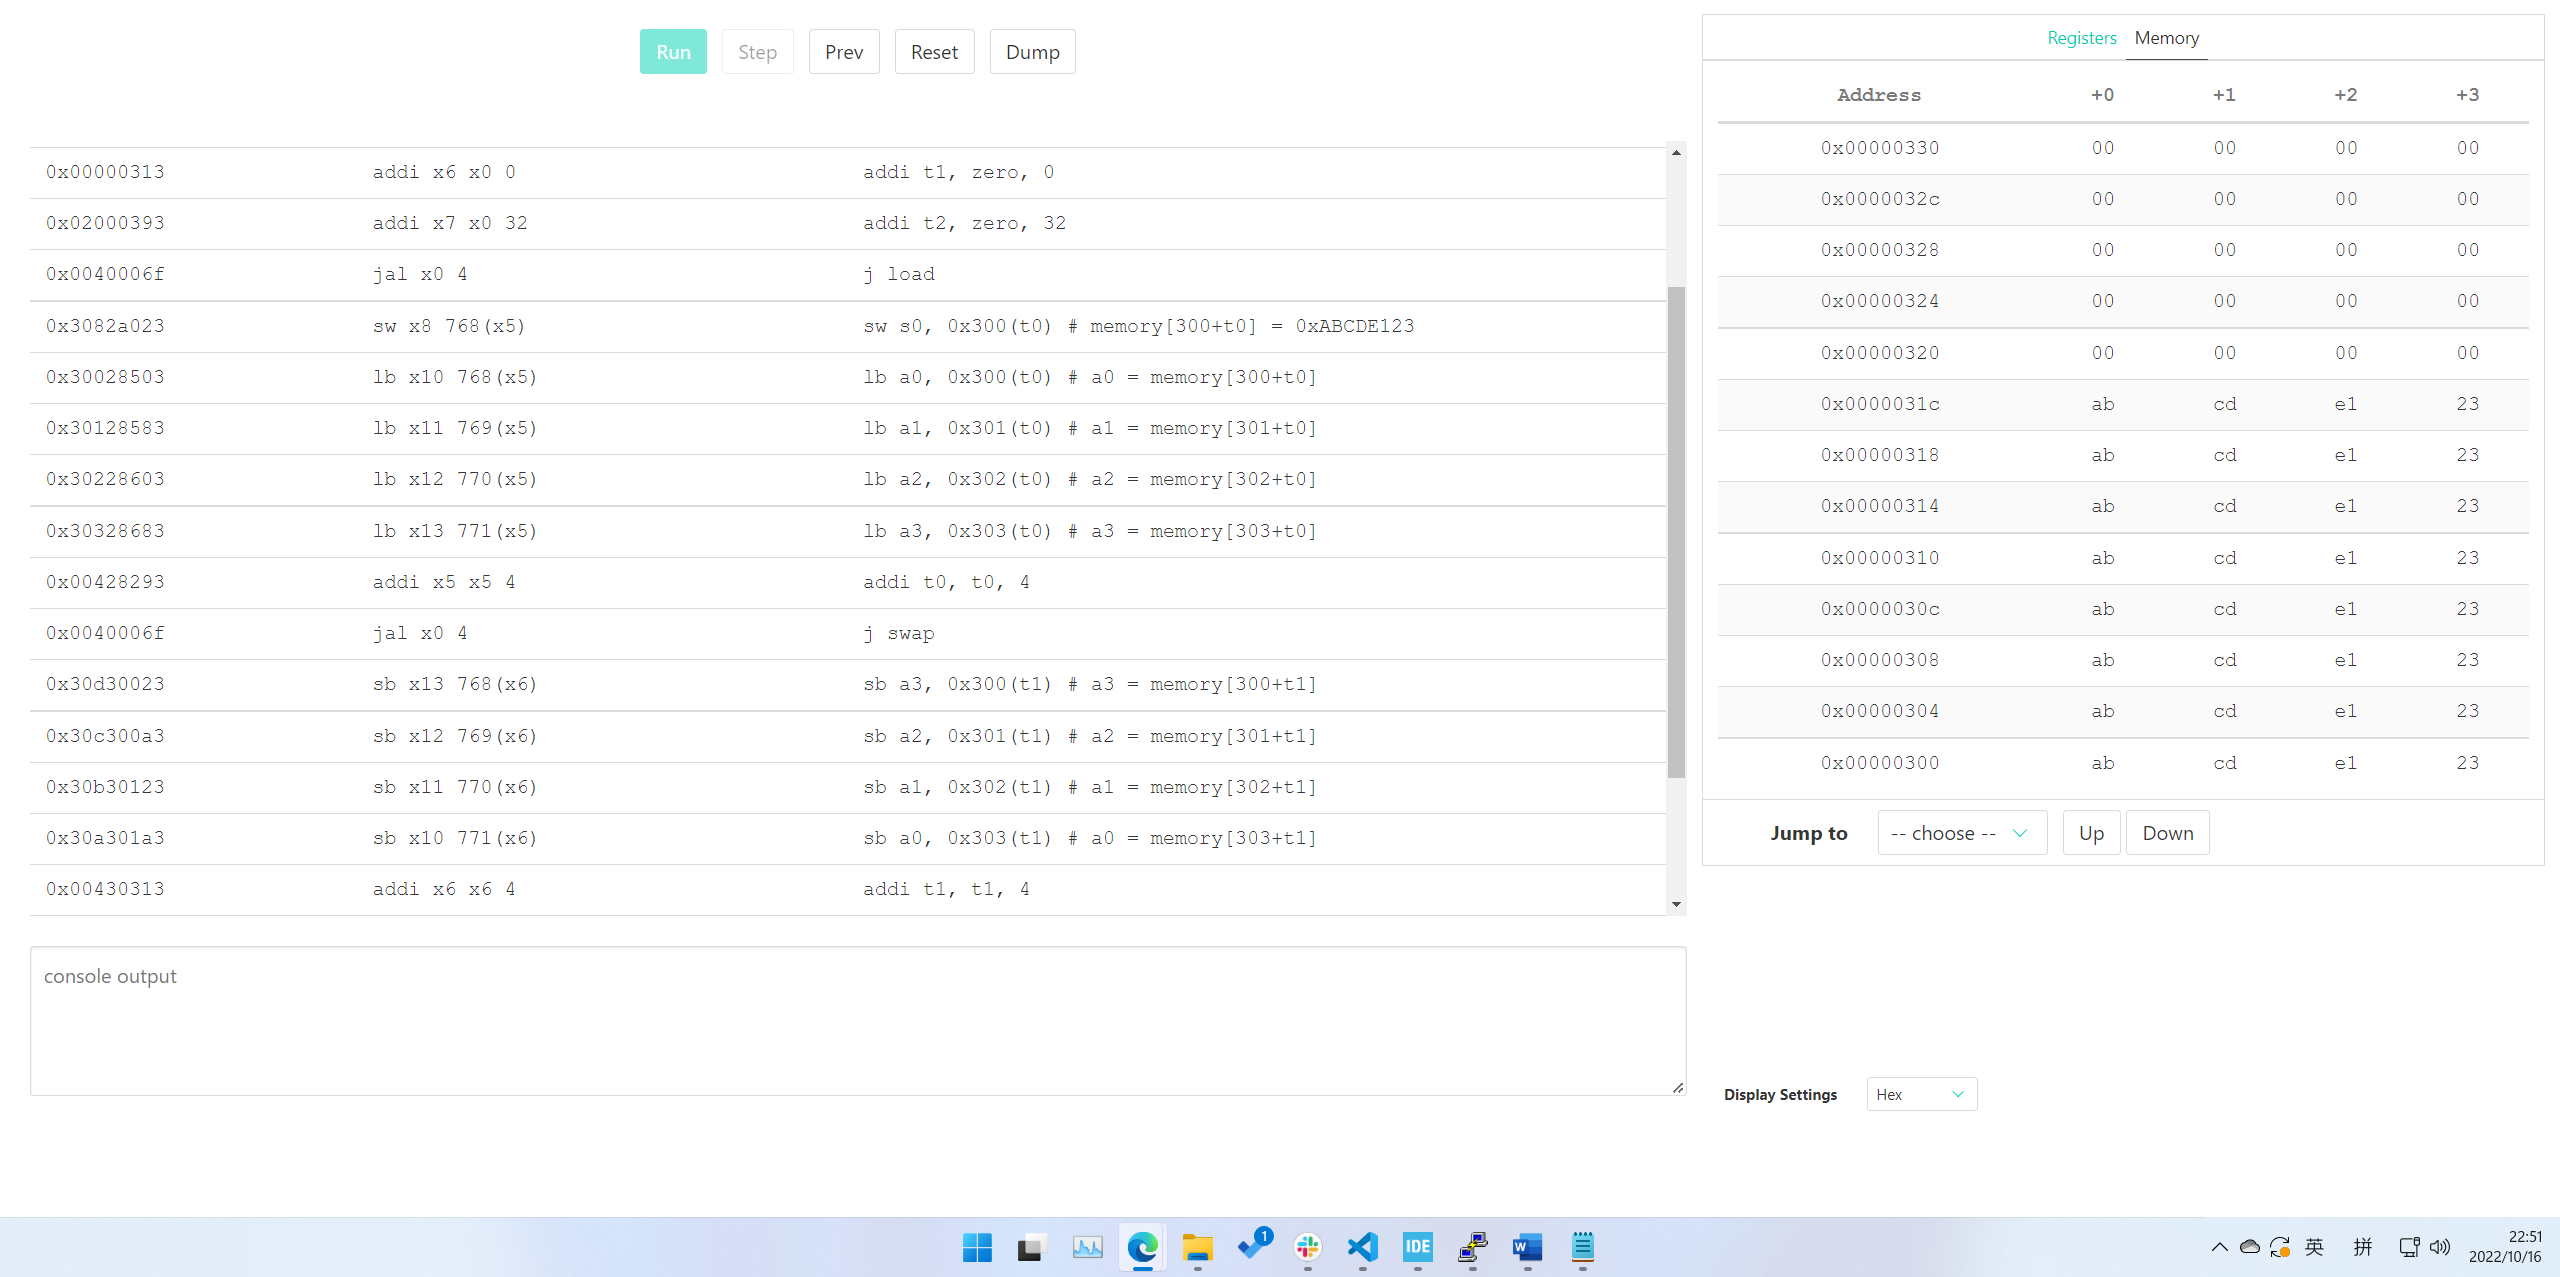 Run Step Prev Reset Dump
0x00000313 addi x6 x0 0 addi t1, zero, 0
0x02000393 addi x7 x0 32 addi t2, zero, 32
0x0040006f jal x0 4 j load
0x3082a023 sw x8 768(x5) sw s0, 0x300(t0) # memory[300+t0] = 0xABCDE123
0x30028503 lb x10 768(x5) lb a0, 0x300(t0) # a0 = memory[300+t0]
0x30128583 lb x11 769(x5) lb a1, 0x301(t0) # a1 = memory[301+t0]
0x30228603 lb x12 770(x5) lb a2, 0x302(t0) # a2 = memory[302+t0]
0x30328683 lb x13 771(x5) lb a3, 0x303(t0) # a3 = memory[303+t0]
0x00428293 addi x5 x5 4 addi t0, t0, 4
0x0040006f jal x0 4 j swap
0x30d30023 sb x13 768(x6) sb a3, 0x300(t1) # a3 = memory[300+t1]
0x30c300a3 sb x12 769(x6) sb a2, 0x301(t1) # a2 = memory[301+t1]
0x30b30123 sb x11 770(x6) sb a1, 0x302(t1) # a1 = memory[302+t1]
0x30a301a3 sb x10 771(x6) sb a0, 0x303(t1) # a0 = memory[303+t1]
0x00430313 addi x6 x6 4 addi t1, t1, 4
console output
Registers Memory
Address +0 +1 +2 +3
0x00000330 00 00 00 00
0x0000032c 00 00 00 00
0x00000328 00 00 00 00
0x00000324 00 00 00 00
0x00000320 00 00 00 00
0x0000031c ab cd e1 23
0x00000318 ab cd e1 23
0x00000314 ab cd e1 23
0x00000310 ab cd e1 23
0x0000030c ab cd e1 23
0x00000308 ab cd e1 23
0x00000304 ab cd e1 23
0x00000300 ab cd e1 23
Jump to -- choose -- Up Down
Display Settings Hex
1
IDE
W
英 拼
22:51
2022/10/16